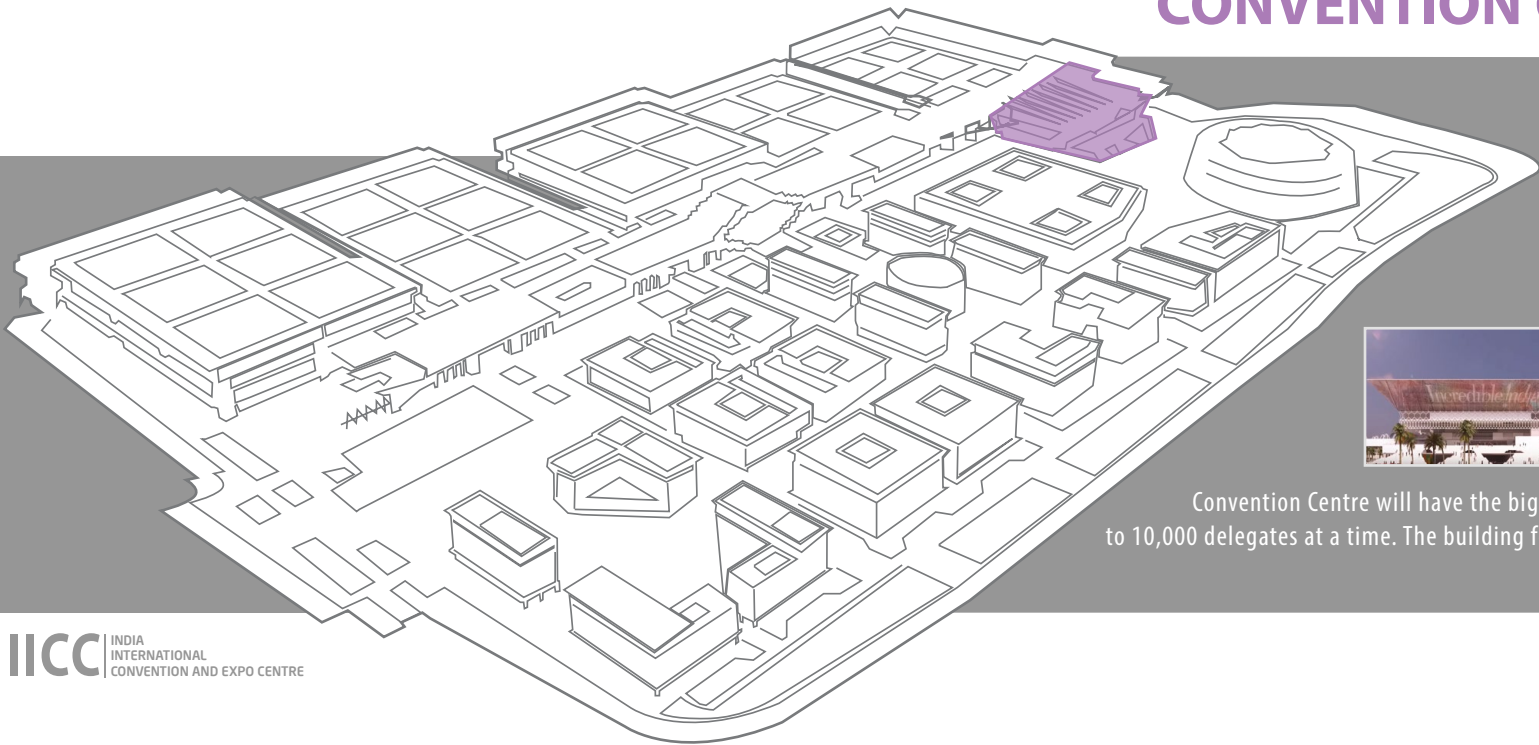 CONVENTION
Incredible
Convention Centre will have the big
to 10,000 delegates at a time. The building f
IICC
INDIA
INTERNATIONAL
CONVENTION AND EXPO CENTRE